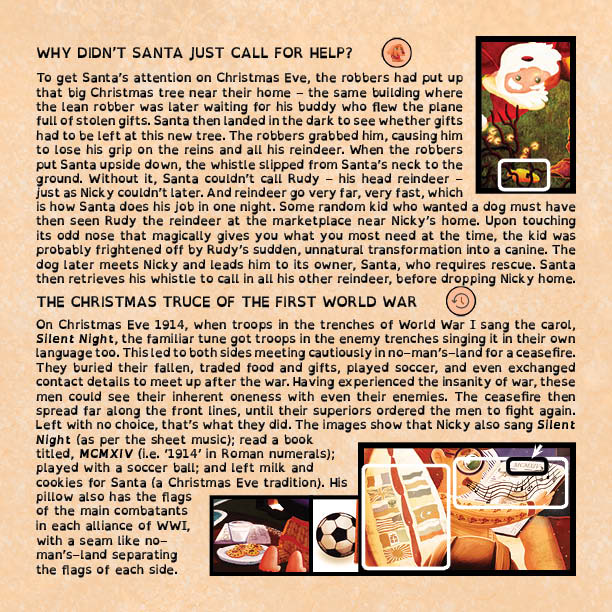 WHY DIDN'T SANTA JUST CALL FOR HELP?
To get Santa's attention on Christmas Eve, the robbers had put up
that big Christmas tree near their home – the same building where
the lean robber was later waiting for his buddy who flew the plane
full of stolen gifts. Santa then landed in the dark to see whether gifts
had to be left at this new tree. The robbers grabbed him, causing him
to lose his grip on the reins and all his reindeer. When the robbers
put Santa upside down, the whistle slipped from Santa's neck to the
ground. Without it, Santa couldn't call Rudy – his head reindeer –
just as Nicky couldn't later. And reindeer go very far, very fast, which
is how Santa does his job in one night. Some random kid who wanted a dog must have
then seen Rudy the reindeer at the marketplace near Nicky's home. Upon touching
its odd nose that magically gives you what you most need at the time, the kid was
probably frightened off by Rudy's sudden, unnatural transformation into a canine. The
dog later meets Nicky and leads him to its owner, Santa, who requires rescue. Santa
then retrieves his whistle to call in all his other reindeer, before dropping Nicky home.
THE CHRISTMAS TRUCE OF THE FIRST WORLD WAR
On Christmas Eve 1914, when troops in the trenches of World War I sang the carol,
Silent Night, the familiar tune got troops in the enemy trenches singing it in their own
language too. This led to both sides meeting cautiously in no-man's-land for a ceasefire.
They buried their fallen, traded food and gifts, played soccer, and even exchanged
contact details to meet up after the war. Having experienced the insanity of war, these
men could see their inherent oneness with even their enemies. The ceasefire then
spread far along the front lines, until their superiors ordered the men to fight again.
Left with no choice, that's what they did. The images show that Nicky also sang Silent
Night (as per the sheet music); read a book
titled, MCMXIV (i.e. '1914' in Roman numerals);
played with a soccer ball; and left milk and
cookies for Santa (a Christmas Eve tradition). His
pillow also has the flags
of the main combatants
in each alliance of WWI,
with a seam like no-
man's-land separating
the flags of each side.
MCMXIV